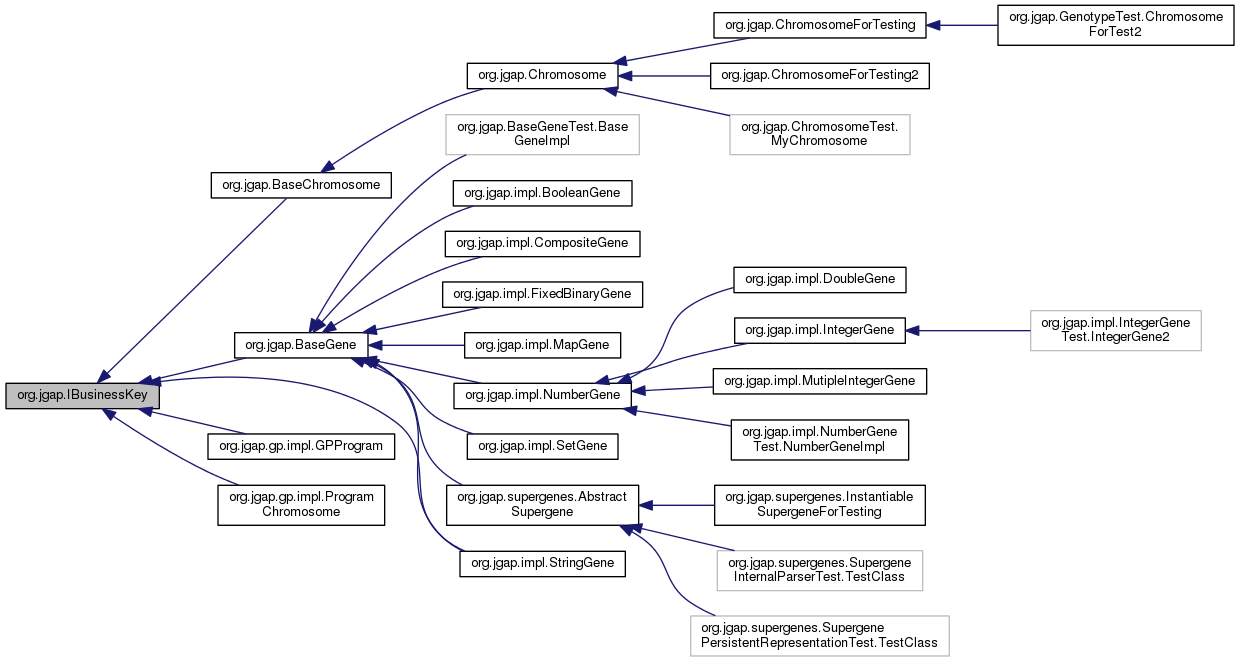 org.jgap.ChromosomeForTesting
org.jgap.GenotypeTest.Chromosome
ForTest2
org.jgap.Chromosome
org.jgap.ChromosomeForTesting2
org.jgap.BaseGeneTest.Base
GeneImpl
org.jgap.ChromosomeTest.
MyChromosome
org.jgap.BaseChromosome
org.jgap.impl.BooleanGene
org.jgap.impl.CompositeGene
org.jgap.impl.DoubleGene
org.jgap.impl.FixedBinaryGene
org.jgap.impl.IntegerGene
org.jgap.impl.IntegerGene
Test.IntegerGene2
org.jgap.BaseGene
org.jgap.impl.MapGene
org.jgap.impl.MutipleIntegerGene
org.jgap.IBusinessKey
org.jgap.impl.NumberGene
org.jgap.impl.NumberGene
Test.NumberGeneImpl
org.jgap.gp.impl.GPProgram
org.jgap.impl.SetGene
org.jgap.gp.impl.Program
Chromosome
org.jgap.supergenes.Abstract
Supergene
org.jgap.supergenes.Instantiable
SupergeneForTesting
org.jgap.impl.StringGene
org.jgap.supergenes.Supergene
InternalParserTest.TestClass
org.jgap.supergenes.Supergene
PersistentRepresentationTest.TestClass